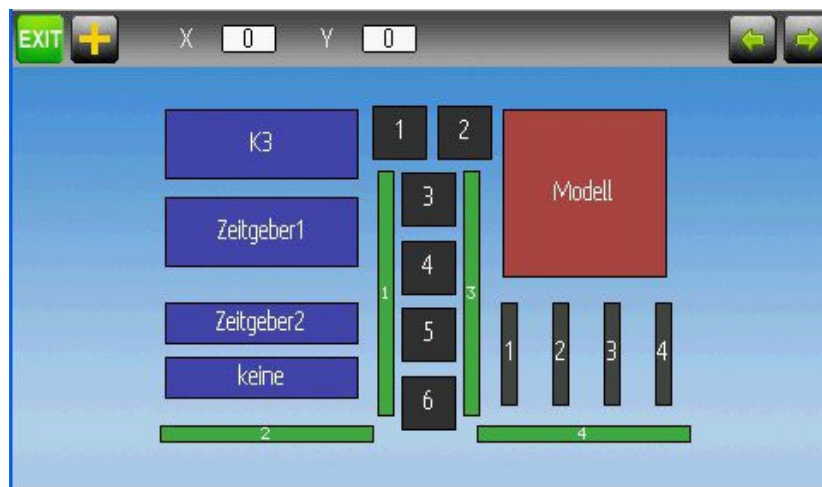 EXIT X 0 Y 0
K3
1 2
Modell
3
Zeitgeber1
4
1 3
Zeitgeber2
5
1 2 3 4
keine
6
2 4